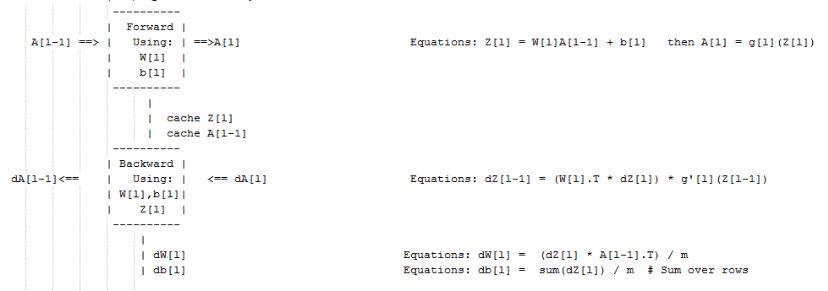 ----------
| Forward |
A[l-1] ==> | Using: | ==>A[l] Equations: Z[l] = W[l]A[l-1] + b[l] then A[l] = g[l](Z[l])
| W[l] |
| b[l] |
----------
|
| cache Z[l]
| cache A[l-1]
----------
| Backward |
dA[l-1]<== | Using: | <== dA[l] Equations: dZ[l-1] = (W[l].T * dZ[l]) * g'[l](Z[l-1])
| W[l],b[l]|
| Z[l] |
----------
|
| dW[l] Equations: dW[l] = (dZ[l] * A[l-1].T) / m
| db[l] Equations: db[l] = sum(dZ[l]) / m # Sum over rows